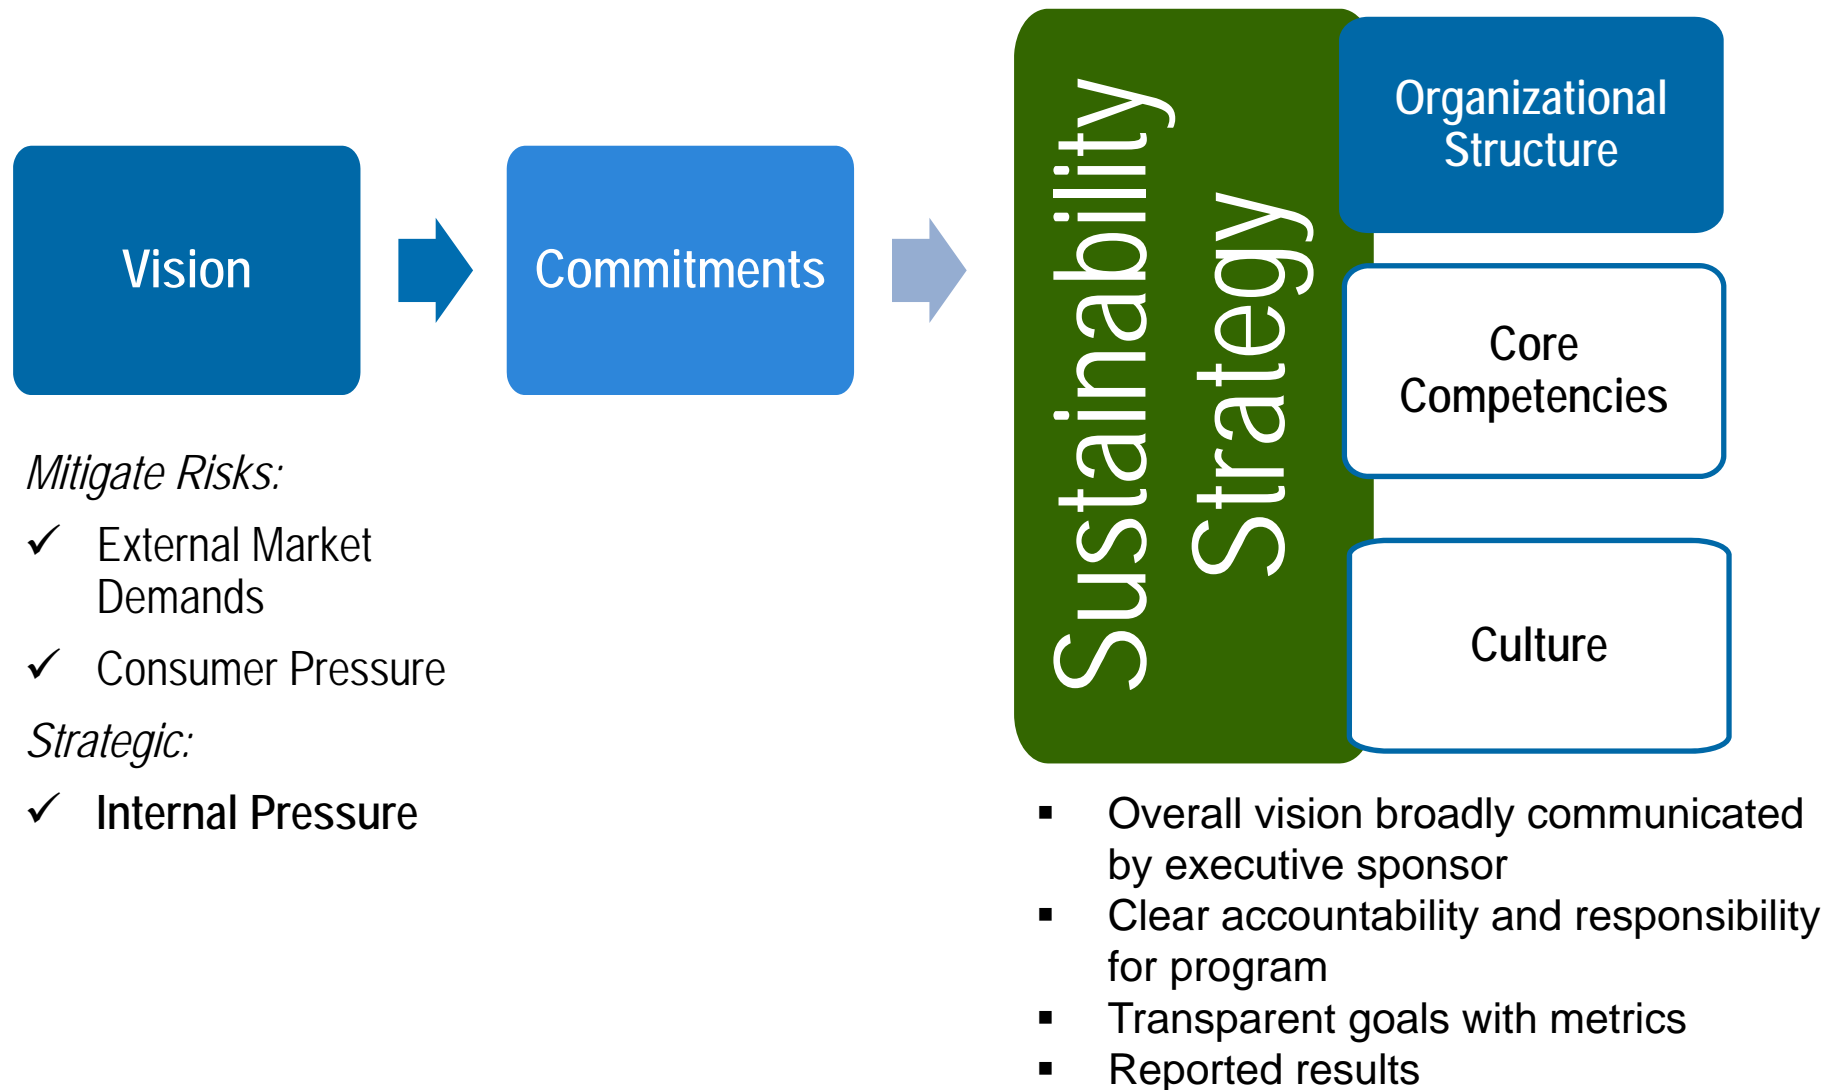 Vision
Commitments
Sustainability
Strategy
Organizational
Structure
Core
Competencies
Culture
Mitigate Risks:
✓ External Market
Demands
✓ Consumer Pressure
Strategic:
✓ Internal Pressure
▪ Overall vision broadly communicated
by executive sponsor
▪ Clear accountability and responsibility
for program
▪ Transparent goals with metrics
▪ Reported results